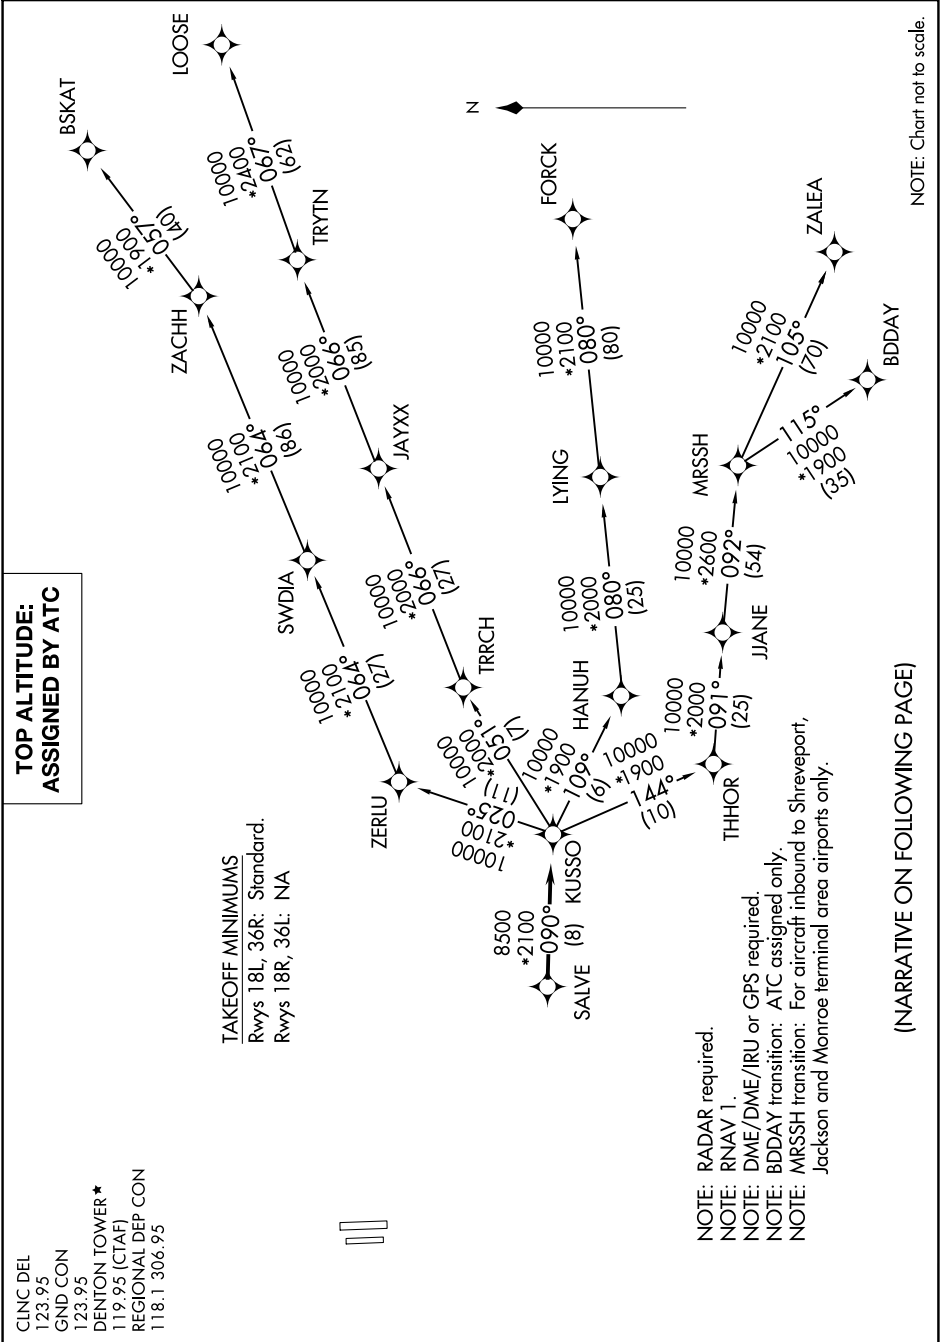 CLNC DEL
123.95
GND CON
123.95
DENTON TOWER★
119.95 (CTAF)
REGIONAL DEP CON
118.1 306.95
TOP ALTITUDE:
ASSIGNED BY ATC
TAKEOFF MINIMUMS
Rwys 18L, 36R: Standard.
Rwys 18R, 36L: NA
SALVE
8500
*2100
090°
(8)
KUSSO
10000
*2100
025°
(11)
ZERLU
10000
*2100
064°
(27)
SWDIA
10000
*2100
064°
(86)
ZACHH
10000
*1900
057°
(40)
BSKAT
10000
*2000
051°
(7)
TRRCH
10000
*2000
066°
(27)
JAYXX
10000
*2000
066°
(85)
TRYTN
10000
*2400
067°
(62)
LOOSE
N
10000
*1900
109°
(6)
HANUH
10000
*2000
080°
(25)
LYING
10000
*2100
080°
(80)
FORCK
10000
*1900
144°
(10)
THHOR
10000
*2000
091°
(25)
JJANE
10000
*2600
092°
(54)
MRSSH
10000
*2100
105°
(70)
ZALEA
115°
10000
*1900
(35)
BDDAY
NOTE: RADAR required.
NOTE: RNAV 1.
NOTE: DME/DME/IRU or GPS required.
NOTE: BDDAY transition: ATC assigned only.
NOTE: MRSSH transition: For aircraft inbound to Shreveport,
Jackson and Monroe terminal area airports only.
(NARRATIVE ON FOLLOWING PAGE)
NOTE: Chart not to scale.